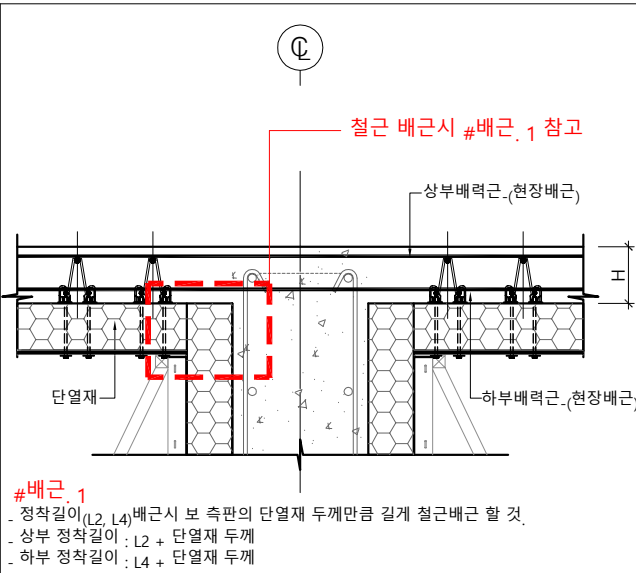 ℄
철근 배근시 #배근. 1 참고
상부배력근-(현장배근)
H
단열재
하부배력근-(현장배근)
#배근. 1
- 정착길이(L2, L4)배근시 보 측판의 단열재 두께만큼 길게 철근배근 할 것.
- 상부 정착길이 : L2 + 단열재 두께
- 하부 정착길이 : L4 + 단열재 두께